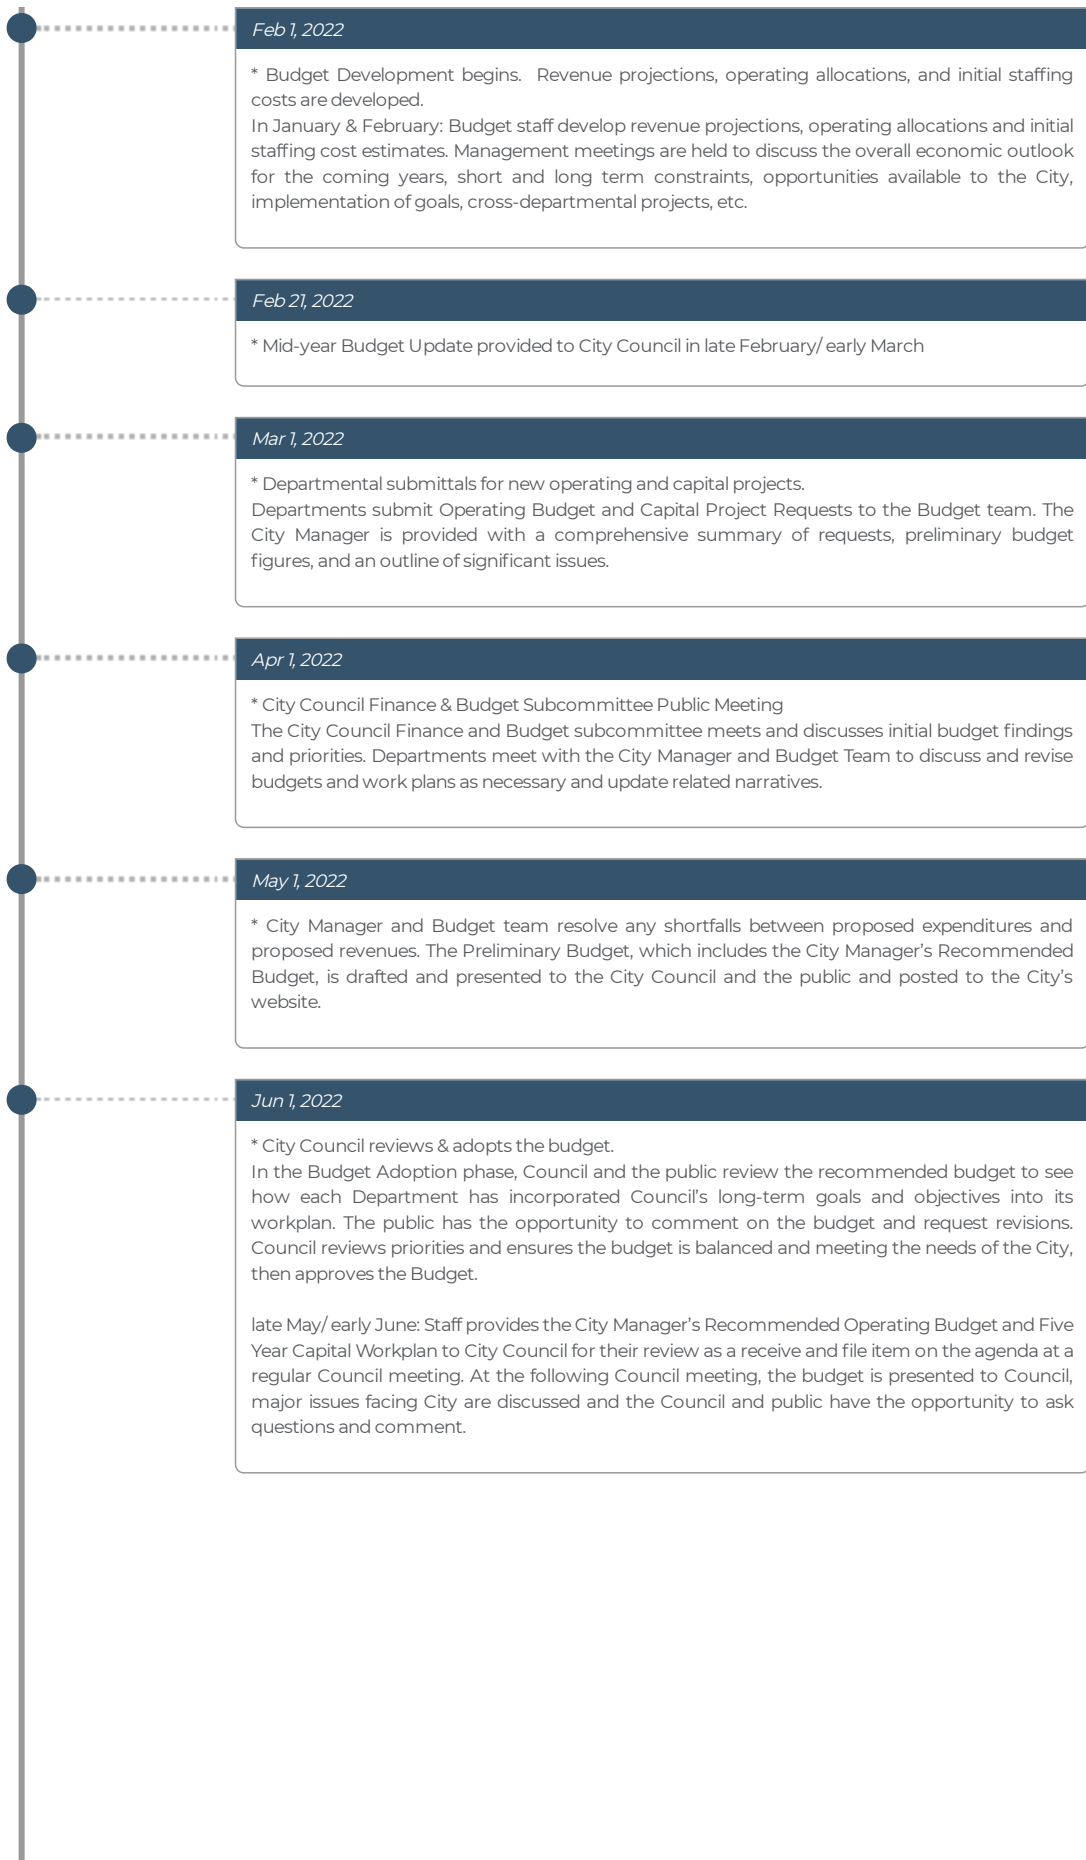 Feb 1, 2022
* Budget Development begins.  Revenue projections, operating allocations, and initial staffing
costs are developed.
In January & February: Budget staff develop revenue projections, operating allocations and initial
staffing cost estimates. Management meetings are held to discuss the overall economic outlook
for the coming years, short and long term constraints, opportunities available to the City,
implementation of goals, cross-departmental projects, etc.
Feb 21, 2022
* Mid-year Budget Update provided to City Council in late February/ early March
Mar 1, 2022
* Departmental submittals for new operating and capital projects.
Departments submit Operating Budget and Capital Project Requests to the Budget team. The
City Manager is provided with a comprehensive summary of requests, preliminary budget
figures, and an outline of significant issues.
Apr 1, 2022
* City Council Finance & Budget Subcommittee Public Meeting
The City Council Finance and Budget subcommittee meets and discusses initial budget findings
and priorities. Departments meet with the City Manager and Budget Team to discuss and revise
budgets and work plans as necessary and update related narratives.
May 1, 2022
* City Manager and Budget team resolve any shortfalls between proposed expenditures and
proposed revenues. The Preliminary Budget, which includes the City Manager’s Recommended
Budget, is drafted and presented to the City Council and the public and posted to the City’s
website.
Jun 1, 2022
* City Council reviews & adopts the budget.
In the Budget Adoption phase, Council and the public review the recommended budget to see
how each Department has incorporated Council’s long-term goals and objectives into its
workplan. The public has the opportunity to comment on the budget and request revisions.
Council reviews priorities and ensures the budget is balanced and meeting the needs of the City,
then approves the Budget.
late May/ early June: Staff provides the City Manager’s Recommended Operating Budget and Five
Year Capital Workplan to City Council for their review as a receive and file item on the agenda at a
regular Council meeting. At the following Council meeting, the budget is presented to Council,
major issues facing City are discussed and the Council and public have the opportunity to ask
questions and comment.